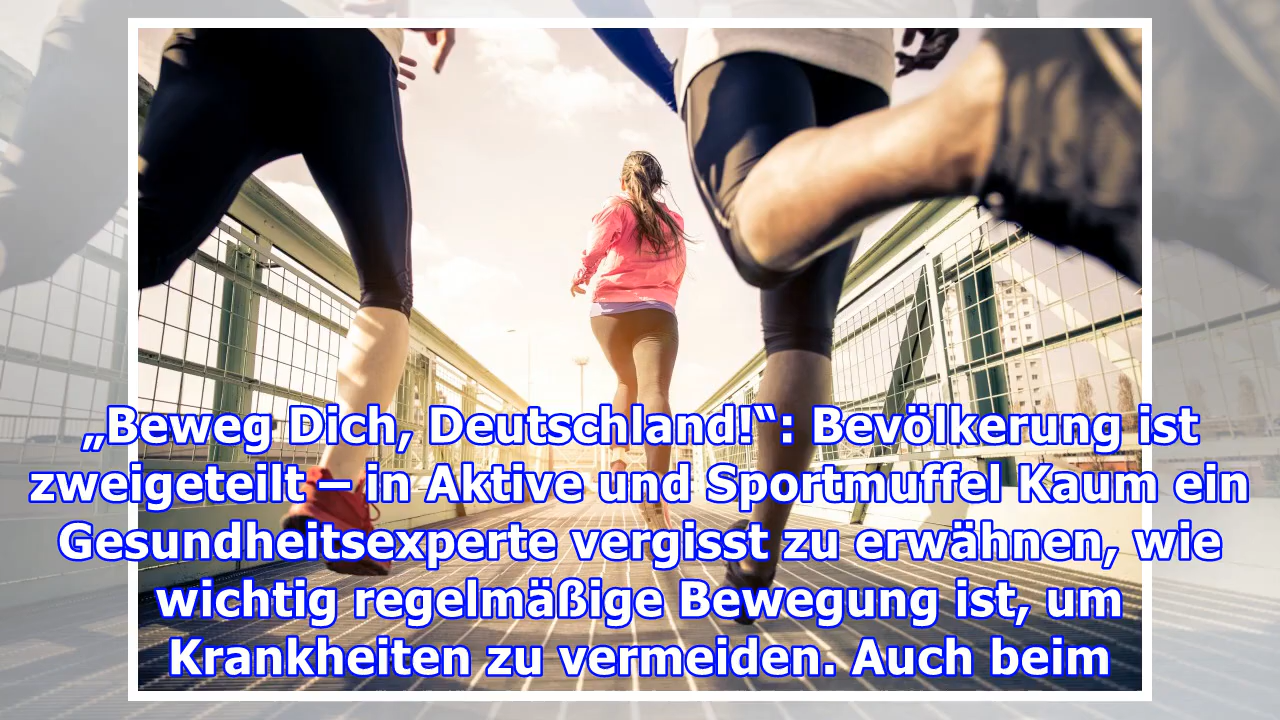 „Beweg Dich, Deutschland!“: Bevölkerung ist
zweigeteilt – in Aktive und Sportmuffel Kaum ein
Gesundheitsexperte vergisst zu erwähnen, wie
wichtig regelmäßige Bewegung ist, um
Krankheiten zu vermeiden. Auch beim